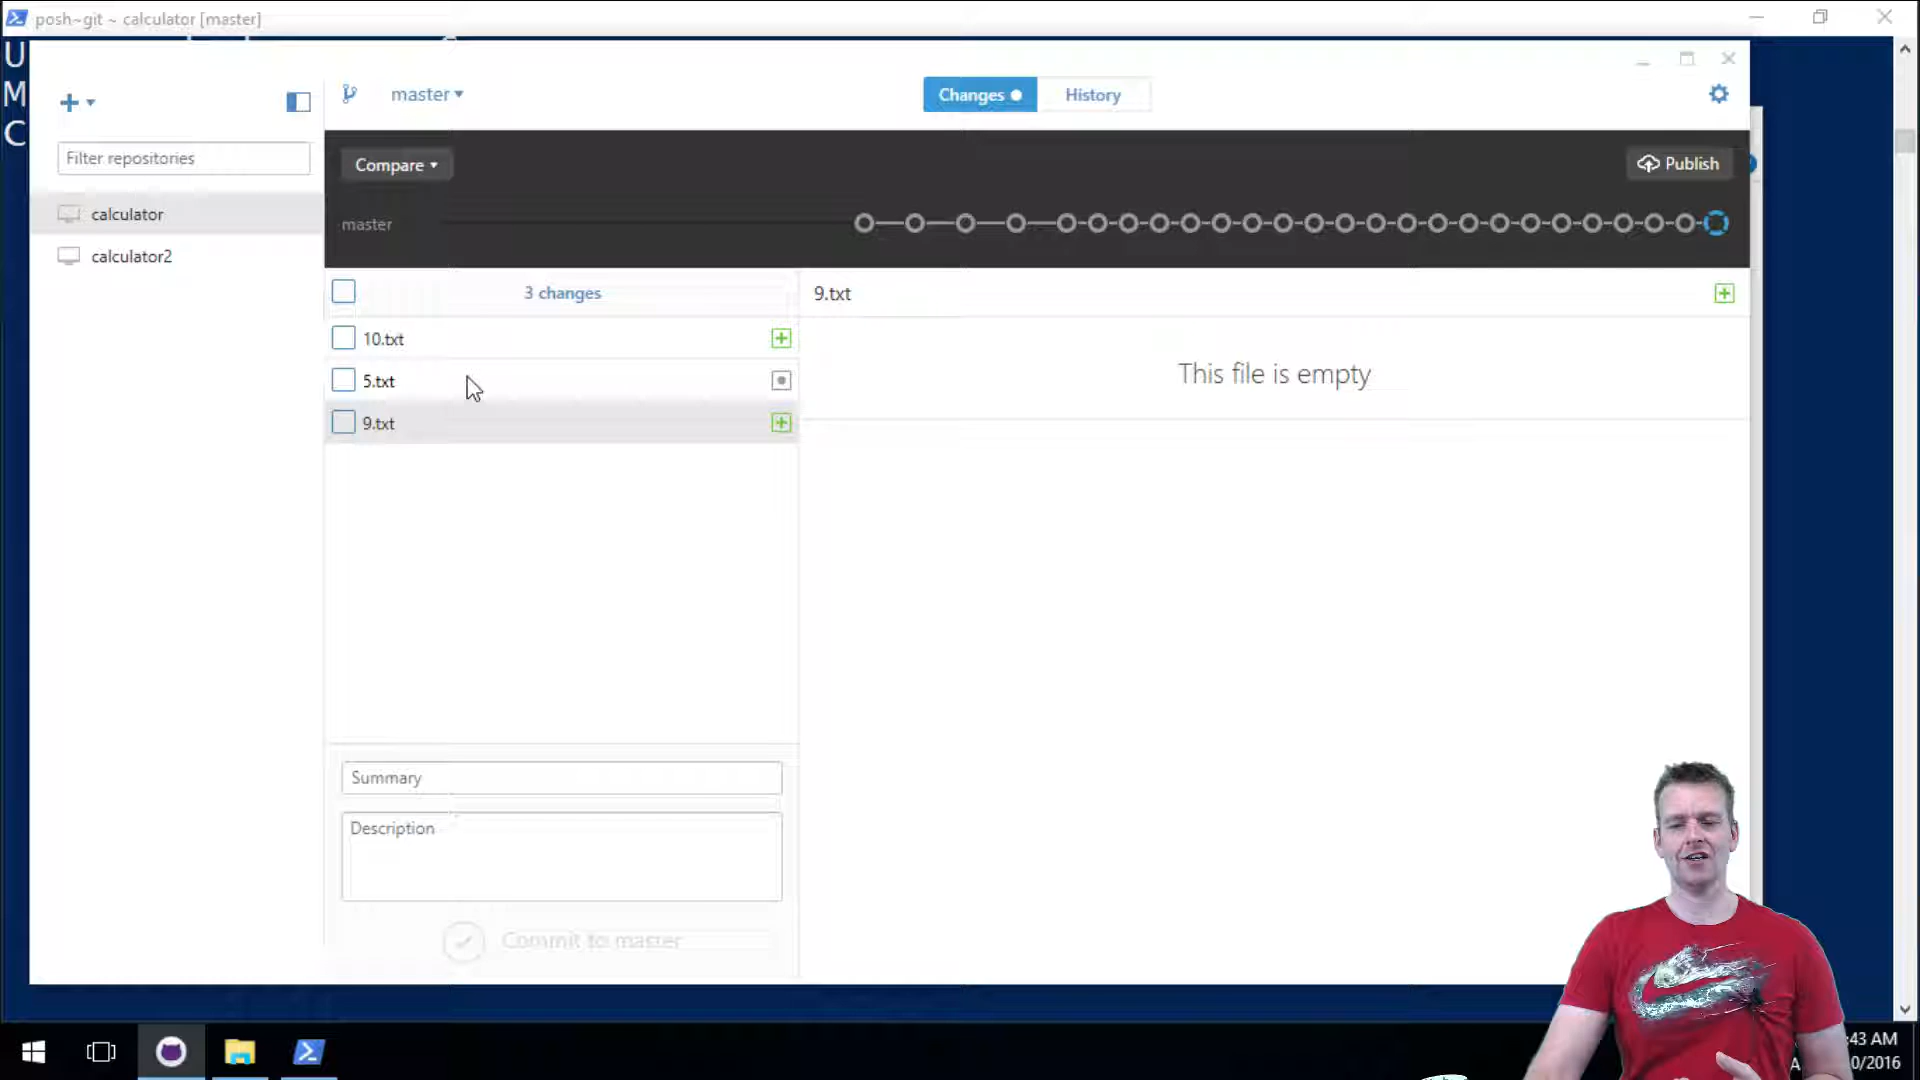 posh~git ~ calculator [master]
U
M
C
master
Changes
History
Filter repositories
Compare
Publish
calculator
master
calculator2
3 changes
9.txt
10.txt
This file is empty
5.txt
9.txt
Summary
Description
Commit to master
:43 AM
0/2016